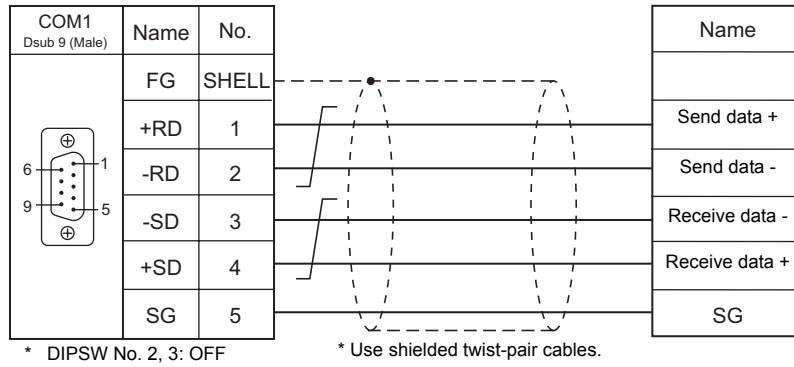 COM1
Dsub 9 (Male)
Name
No.
Name
FG
SHELL
+RD
1
Send data +
6
1
-RD
2
Send data -
9
5
-SD
3
Receive data -
+SD
4
Receive data +
SG
5
SG
* DIPSW No. 2, 3: OFF
* Use shielded twist-pair cables.